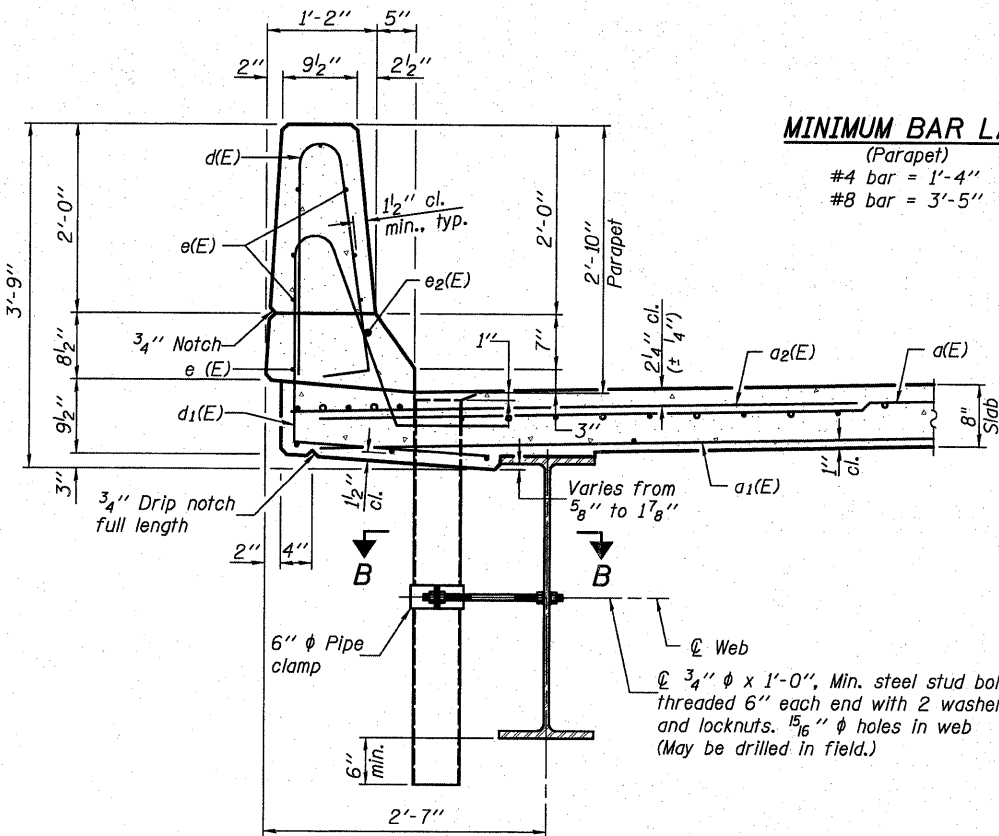 1'-2" 5"
2" 9½" 2½"
MINIMUM BAR LA
(Parapet)
#4 bar = 1'-4"
#8 bar = 3'-5"
d(E)
1½" cl.
min., typ.
2'-0"
2'-0"
2'-10"
Parapet
e(E)
3'-9"
e2(E)
¾" Notch
8½"
1"
7"
2¼" cl.
(± ¼")
a2(E)
a(E)
e (E)
d1(E)
9½"
3"
8"
Slab
3"
1½"
cl.
a1(E)
1"
cl.
¾" Drip notch
full length
Varies from
⅝" to 1⅞"
2" 4"
B B
6" ϕ Pipe
clamp
℄ Web
℄ ¾" ϕ x 1'-0", Min. steel stud bol
threaded 6" each end with 2 washer
and locknuts. 15/16" ϕ holes in web
(May be drilled in field.)
6"
min.
2'-7"